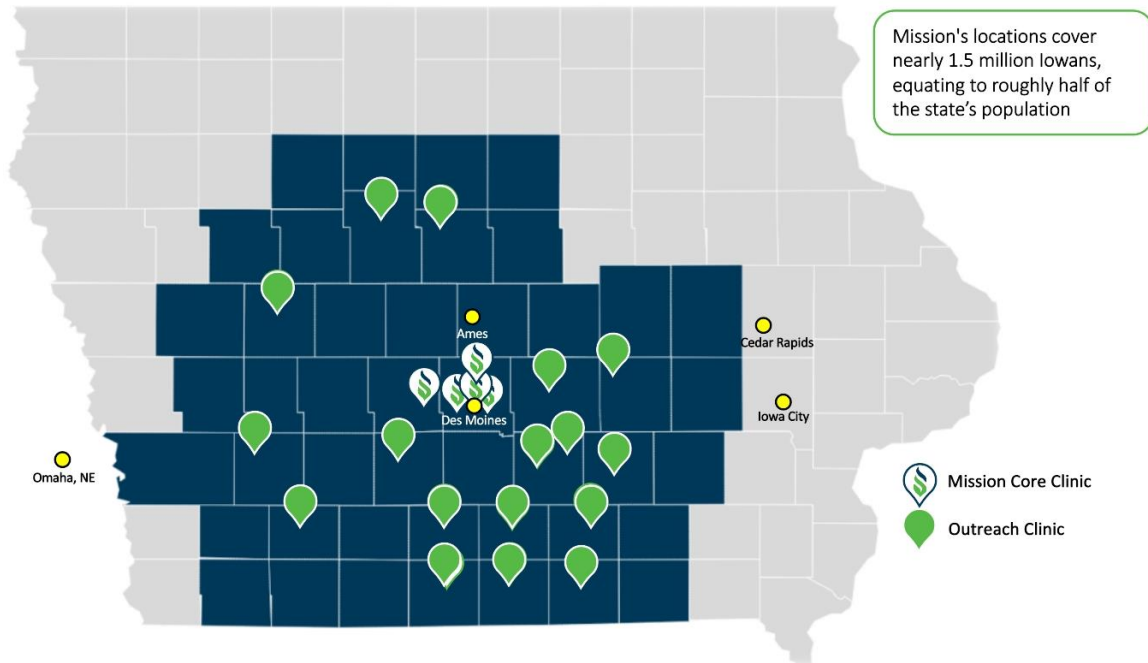 Mission's locations cover
nearly 1.5 million Iowans,
equating to roughly half of
the state's population
Ames
Cedar Rapids
Des Moines
Iowa City
Omaha, NE
Mission Core Clinic
Outreach Clinic